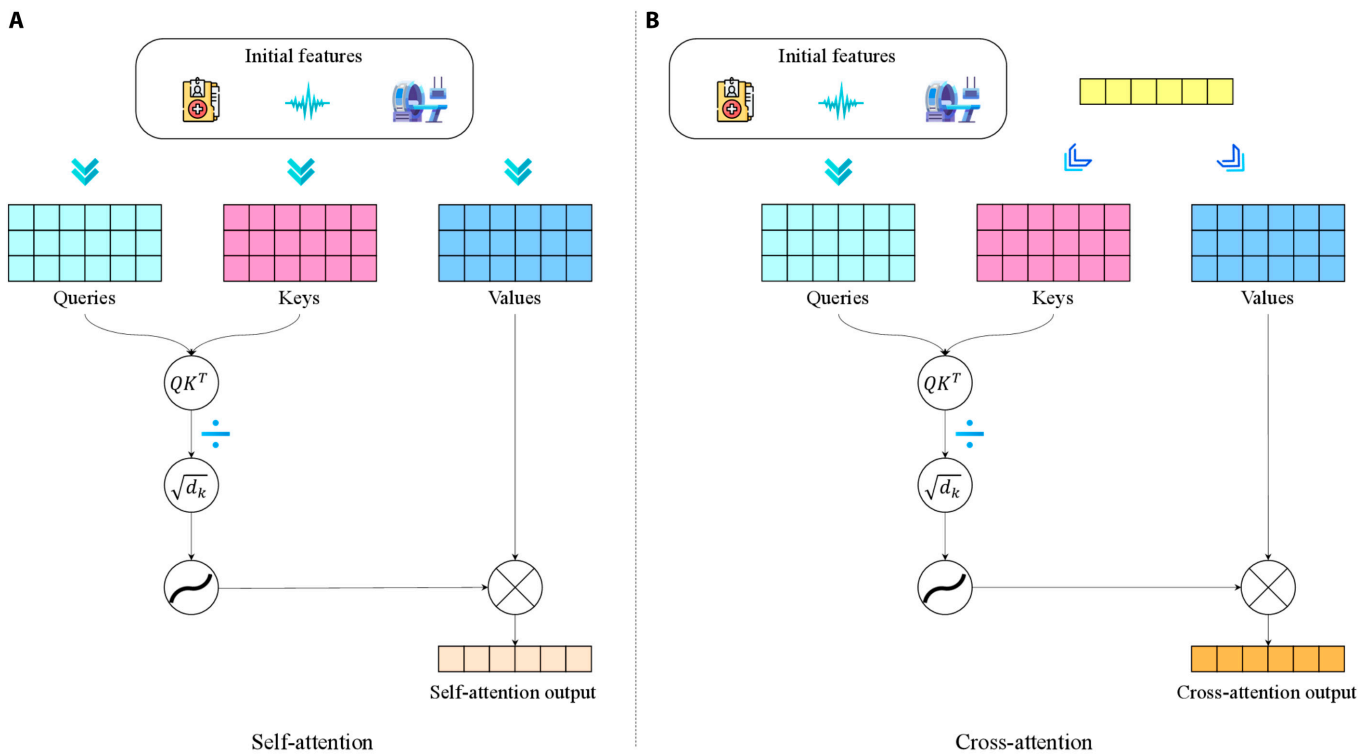 A
Initial features
Queries
Keys
Values
QK^T
÷
√d_k
Self-attention output
Self-attention
B
Initial features
Queries
Keys
Values
QK^T
÷
√d_k
Cross-attention output
Cross-attention